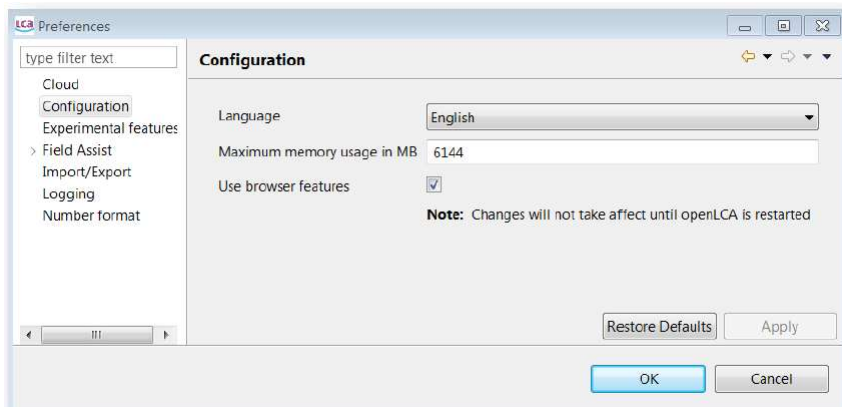 LCA Preferences
type filter text
Cloud
Configuration
Experimental features
Field Assist
Import/Export
Logging
Number format
Configuration
Language
English
Maximum memory usage in MB
6144
Use browser features
Note: Changes will not take affect until openLCA is restarted
Restore Defaults
Apply
OK
Cancel